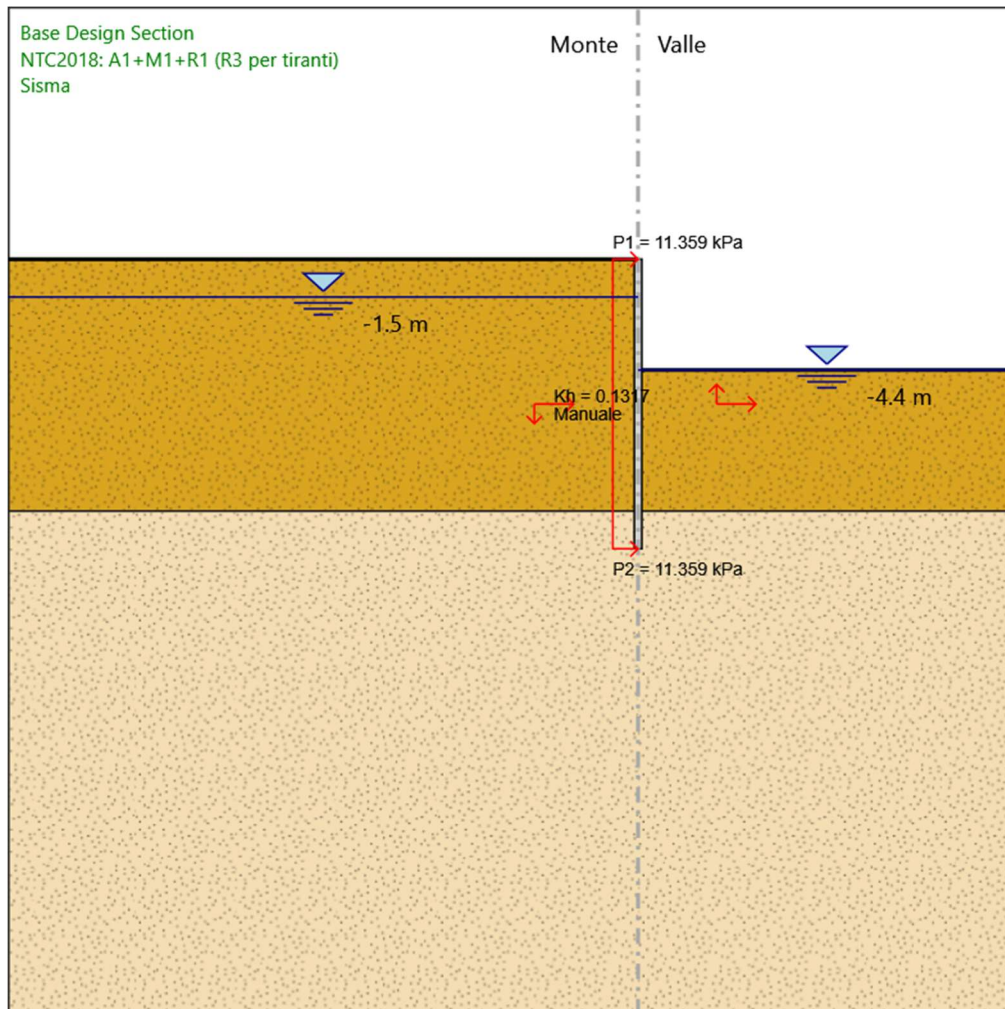 Base Design Section
NTC2018: A1+M1+R1 (R3 per tiranti)
Sisma
Monte
Valle
P1 = 11.359 kPa
-1.5 m
Kh = 0.1317
Manuale
-4.4 m
P2 = 11.359 kPa